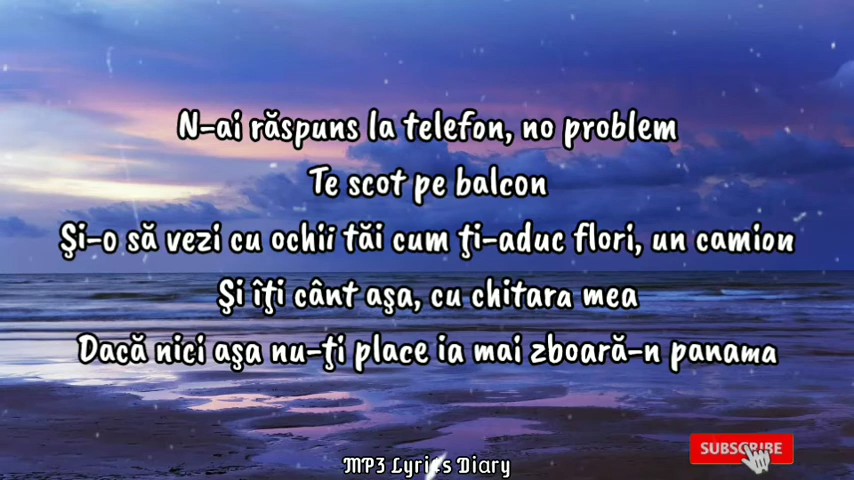 N-ai răspuns la telefon, no problem
Te scot pe balcon
Şi-o să vezi cu ochii tăi cum ţi-aduc flori, un camion
Şi îţi cânt aşa, cu chitara mea
Dacă nici aşa nu-ţi place ia mai zboară-n panama
SUBSCRIBE
MP3 Lyrics Diary